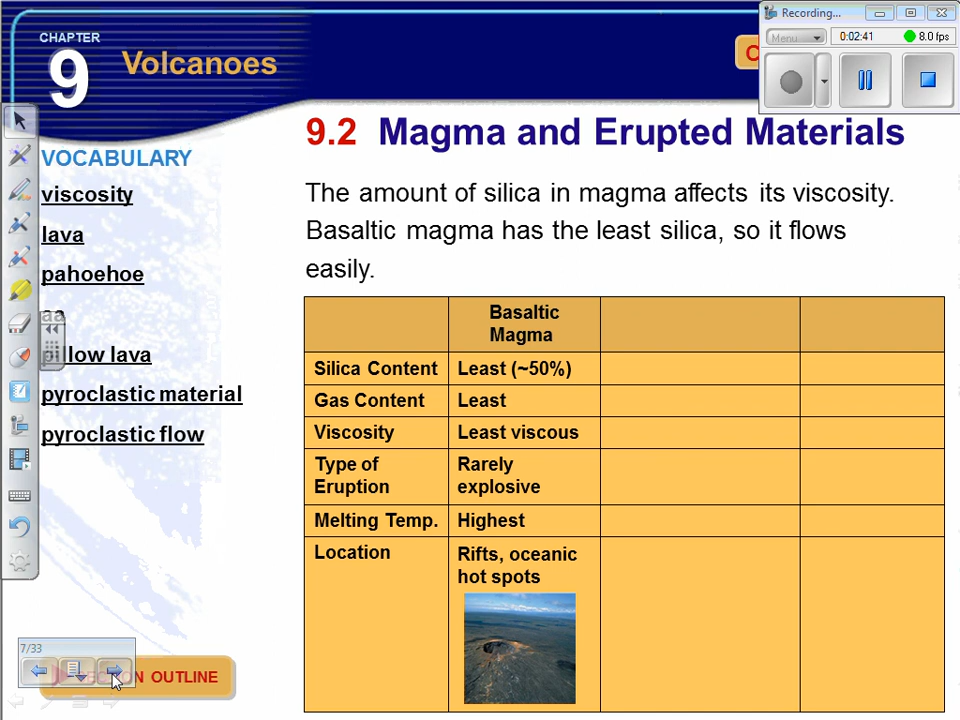 CHAPTER
9
Volcanoes
Recording...
Menu
0:02:41
8.0 fps
9.2 Magma and Erupted Materials
VOCABULARY
viscosity
lava
pahoehoe
aa
pillow lava
pyroclastic material
pyroclastic flow
The amount of silica in magma affects its viscosity.
Basaltic magma has the least silica, so it flows
easily.
Basaltic
Magma
Silica Content Least (~50%)
Gas Content Least
Viscosity Least viscous
Type of Rarely
Eruption explosive
Melting Temp. Highest
Location Rifts, oceanic
hot spots
7/33
OUTLINE